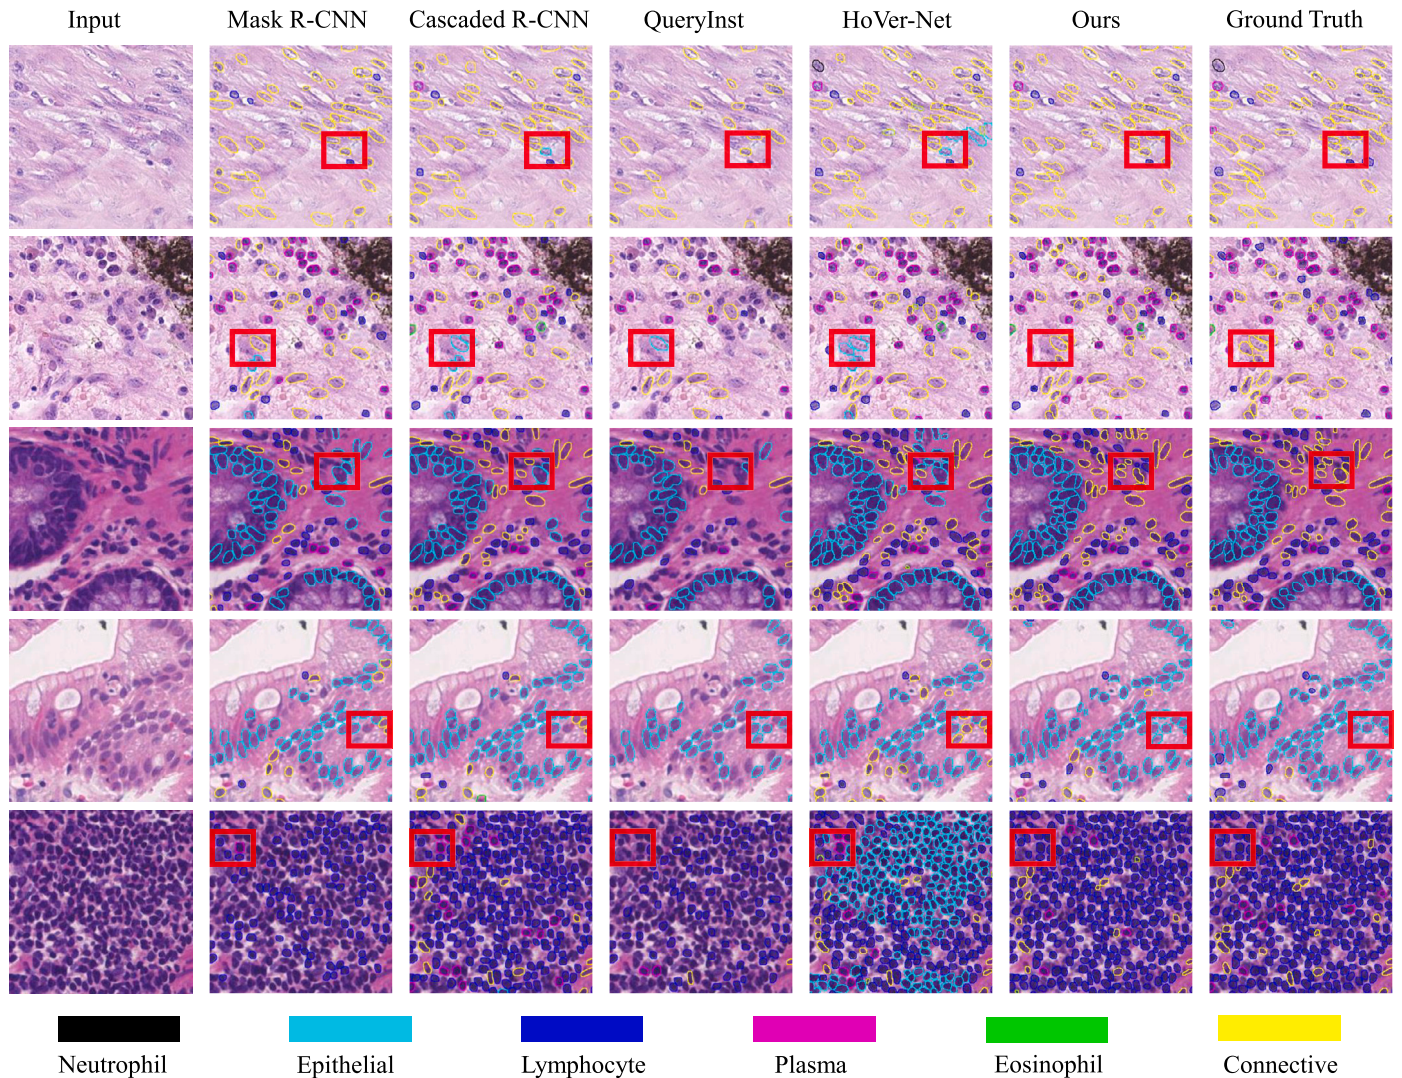 Input Mask R-CNN Cascaded R-CNN QueryInst HoVer-Net Ours Ground Truth
Neutrophil Epithelial Lymphocyte Plasma Eosinophil Connective